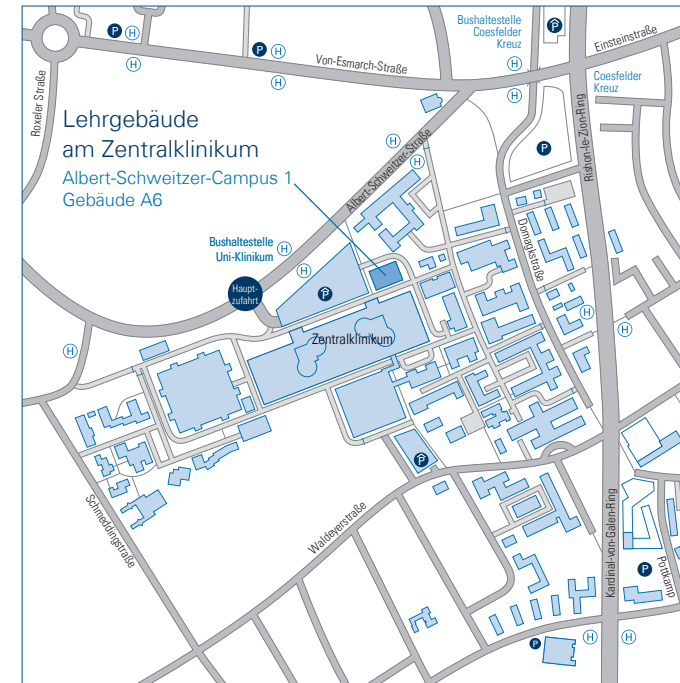 P
H
H
P
H
H
Von-Esmarch-Straße
Bushaltestelle
Coesfelder
Kreuz
H
H
P
Einsteinstraße
Coesfelder
Kreuz
H
Roxeler Straße
Rishon-le-Zion-Ring
P
Lehrgebäude
am Zentralklinikum
Albert-Schweitzer-Campus 1
Gebäude A6
Albert-Schweitzer-Straße
H
H
Domagkstraße
Bushaltestelle
Uni-Klinikum
H
H
Haupt-
zufahrt
P
Zentralklinikum
H
H
H
P
Schmeddingstraße
Waldeyerstraße
Kardinal-von-Galen-Ring
P
Pottkamp
P
H
H